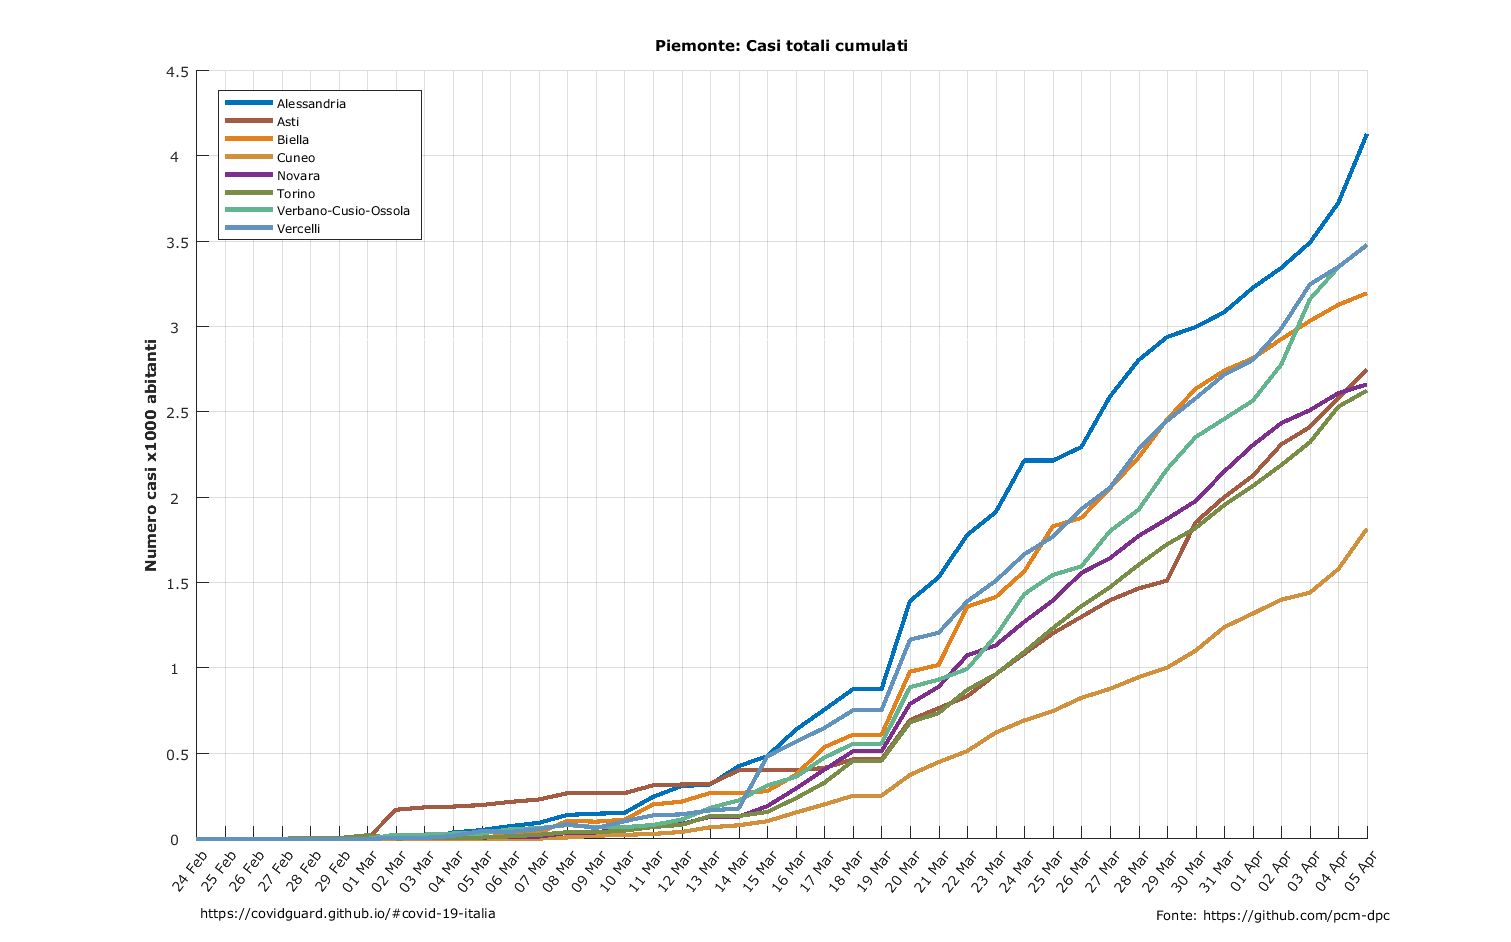 Piemonte: Casi totali cumulati
4.5
4
3.5
3
2.5
2
1.5
1
0.5
0
Numero casi x1000 abitanti
Alessandria
Asti
Biella
Cuneo
Novara
Torino
Verbano-Cusio-Ossola
Vercelli
24 Feb
25 Feb
26 Feb
27 Feb
28 Feb
29 Feb
01 Mar
02 Mar
03 Mar
04 Mar
05 Mar
06 Mar
07 Mar
08 Mar
09 Mar
10 Mar
11 Mar
12 Mar
13 Mar
14 Mar
15 Mar
16 Mar
17 Mar
18 Mar
19 Mar
20 Mar
21 Mar
22 Mar
23 Mar
24 Mar
25 Mar
26 Mar
27 Mar
28 Mar
29 Mar
30 Mar
31 Mar
01 Apr
02 Apr
03 Apr
04 Apr
05 Apr
https://covidguard.github.io/#covid-19-italia
Fonte: https://github.com/pcm-dpc